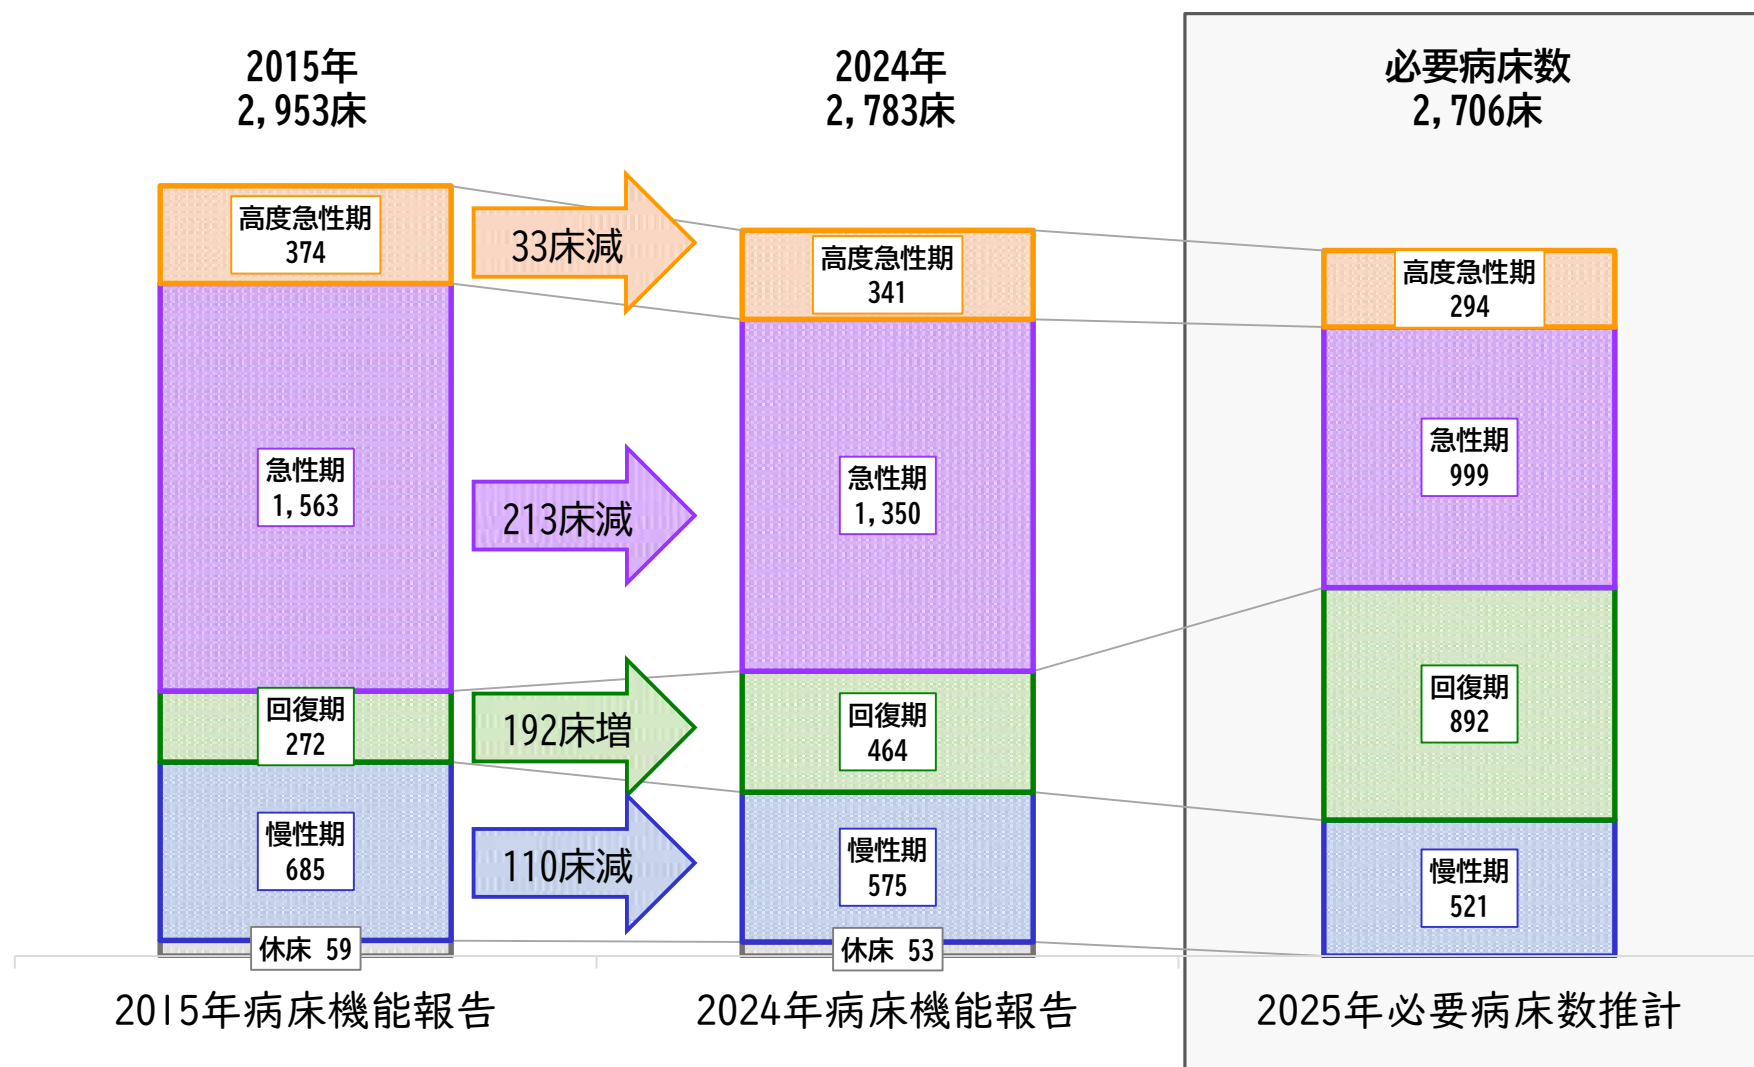 2015年
2,953床
2024年
2,783床
必要病床数
2,706床
高度急性期
374
33床減
高度急性期
341
高度急性期
294
急性期
1,563
213床減
急性期
1,350
急性期
999
回復期
272
192床増
回復期
464
回復期
892
慢性期
685
110床減
慢性期
575
慢性期
521
休床 59
休床 53
2015年病床機能報告
2024年病床機能報告
2025年必要病床数推計